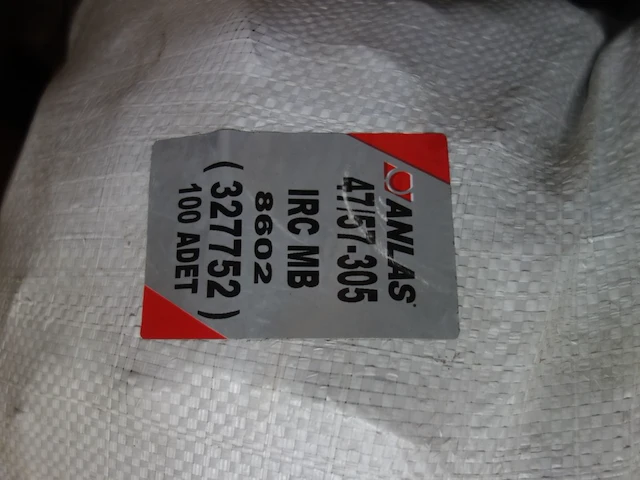 ANLAS
47/57-305
IRC MB
8602
( 327752 )
100 ADET